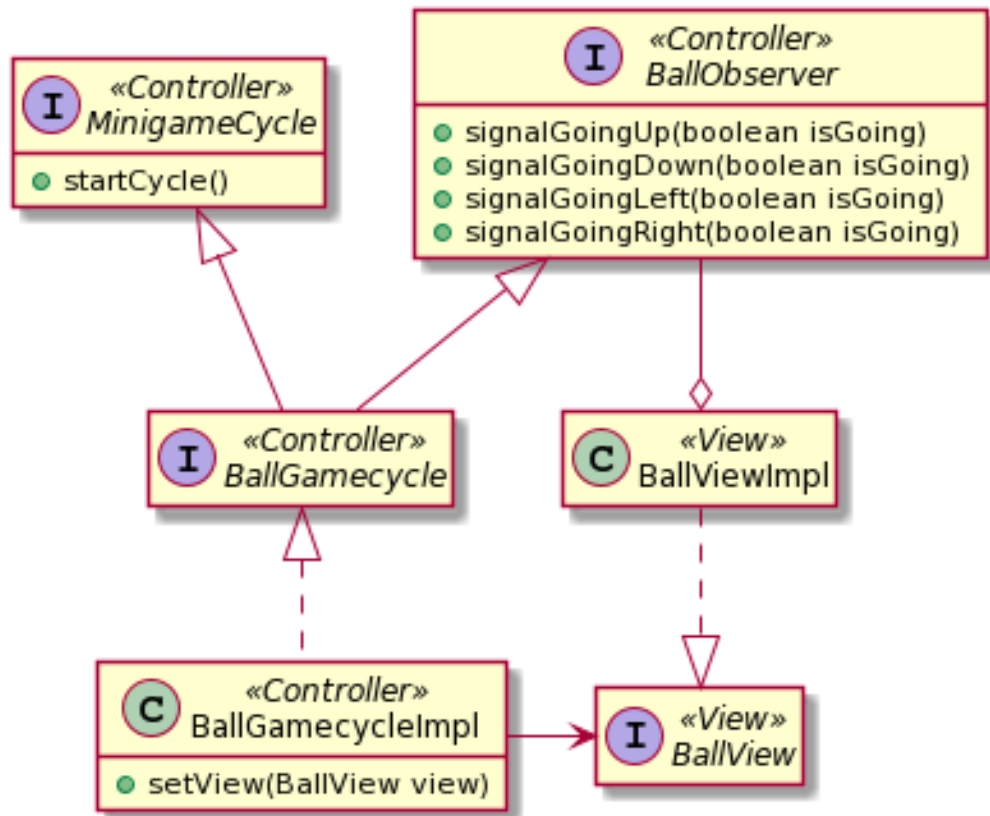 I
«Controller»
MinigameCycle
startCycle()
I
«Controller»
BallObserver
signalGoingUp(boolean isGoing)
signalGoingDown(boolean isGoing)
signalGoingLeft(boolean isGoing)
signalGoingRight(boolean isGoing)
I
«Controller»
BallGamecycle
C
«View»
BallViewImpl
C
«Controller»
BallGamecycleImpl
setView(BallView view)
I
«View»
BallView